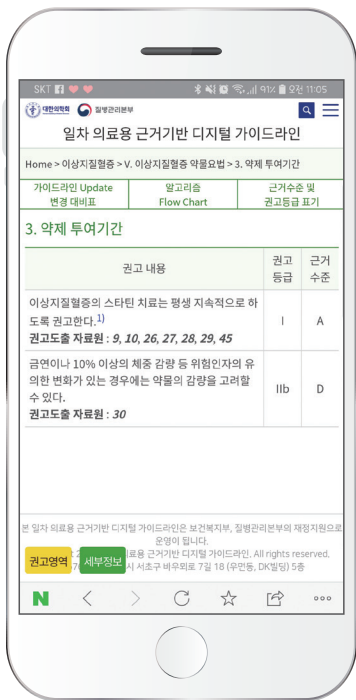 SKT 91% 오전 11:05
대한의학회 질병관리본부
일차 의료용 근거기반 디지털 가이드라인
Home > 이상지질혈증 > V. 이상지질혈증 약물요법 > 3. 약제 투여기간
가이드라인 Update 변경 대비표
알고리즘 Flow Chart
근거수준 및 권고등급 표기
3. 약제 투여기간
권고 내용 권고등급 근거수준
이상지질혈증의 스타틴 치료는 평생 지속적으로 하
도록 권고한다.1) I A
권고도출 자료원 : 9, 10, 26, 27, 28, 29, 45
금연이나 10% 이상의 체중 감량 등 위험인자의 유
의한 변화가 있는 경우에는 약물의 감량을 고려할 IIb D
수 있다.
권고도출 자료원 : 30
본 일차 의료용 근거기반 디지털 가이드라인은 보건복지부, 질병관리본부의 재정지원으로
운영이 됩니다.
료용 근거기반 디지털 가이드라인. All rights reserved.
권고영역 세부정보
시 서초구 바우뫼로 7길 18 (우면동, DK빌딩) 5층
N